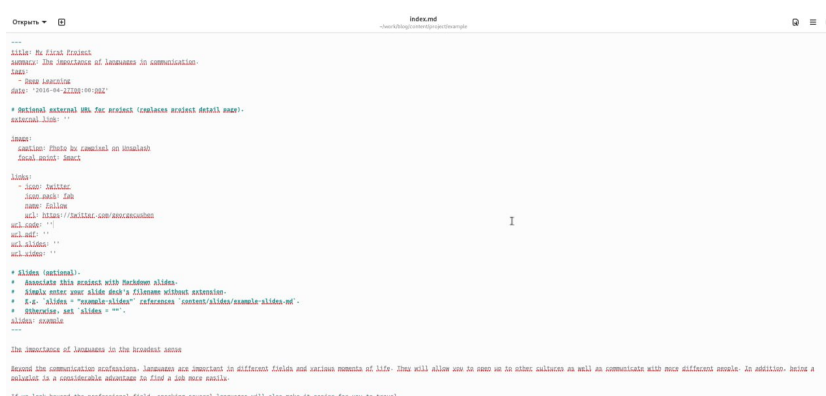 Открыть
index.md
~/work/blog/content/project/example
---
title: My First Project
summary: The importance of languages in communication.
tags:
- Deep Learning
date: '2016-04-27T00:00:00Z'
# Optional external URL for project (replaces project detail page).
external_link: ''
image:
caption: Photo by rawpixel on Unsplash
focal_point: Smart
links:
- icon: twitter
icon_pack: fab
name: Follow
url: https://twitter.com/georgecushen
url_code: ''
url_pdf: ''
url_slides: ''
url_video: ''
# Slides (optional).
# Associate this project with Markdown slides.
# Simply enter your slide deck's filename without extension.
# E.g. `slides = "example-slides"` references `content/slides/example-slides.md`.
# Otherwise, set `slides = ""`.
slides: example
---
The importance of languages in the broadest sense
Beyond the communication professions, languages are important in different fields and various moments of life. They will allow you to open up to other cultures as well as communicate with more different people. In addition, being a
polyglot is a considerable advantage to find a job more easily.